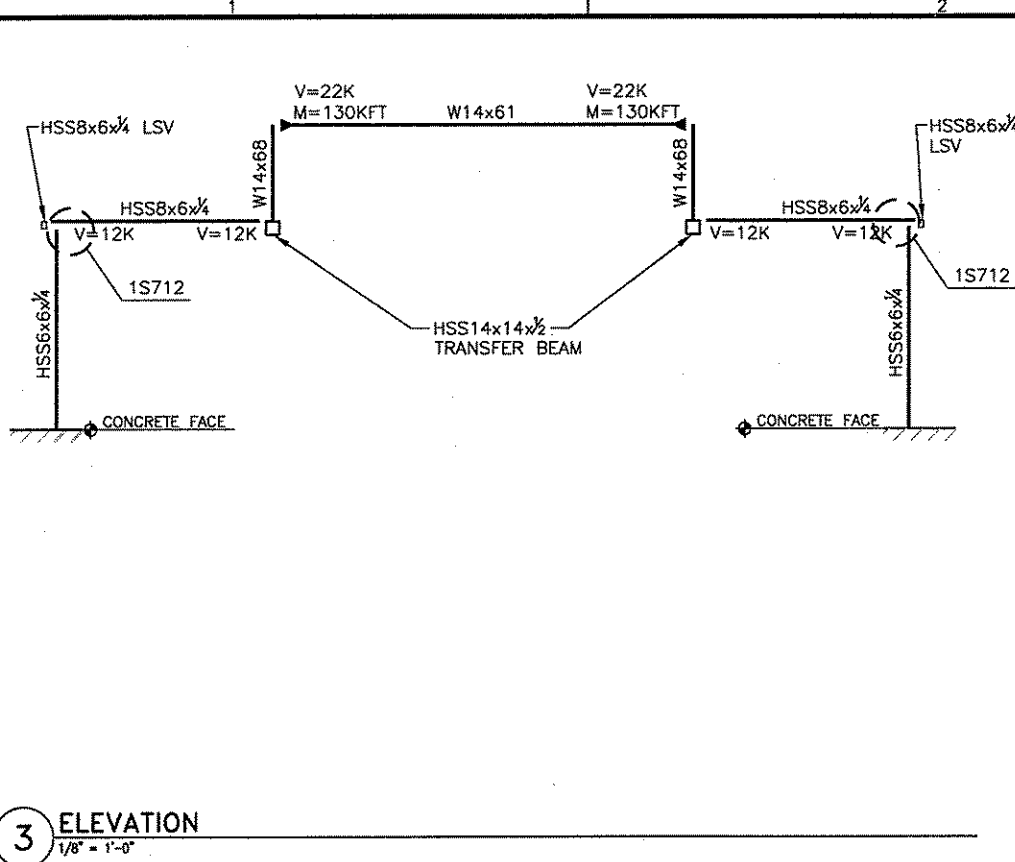 1
2
V=22K
M=130KFT
W14x61
V=22K
M=130KFT
HSS8x6x¼ LSV
HSS8x6x¼
LSV
W14x68
W14x68
HSS8x6x¼
V=12K
V=12K
HSS8x6x¼
V=12K
V=12K
1S712
1S712
HSS6x6x¼
HSS6x6x¼
HSS14x14x½
TRANSFER BEAM
CONCRETE FACE
CONCRETE FACE
3
ELEVATION
1/8" = 1'-0"